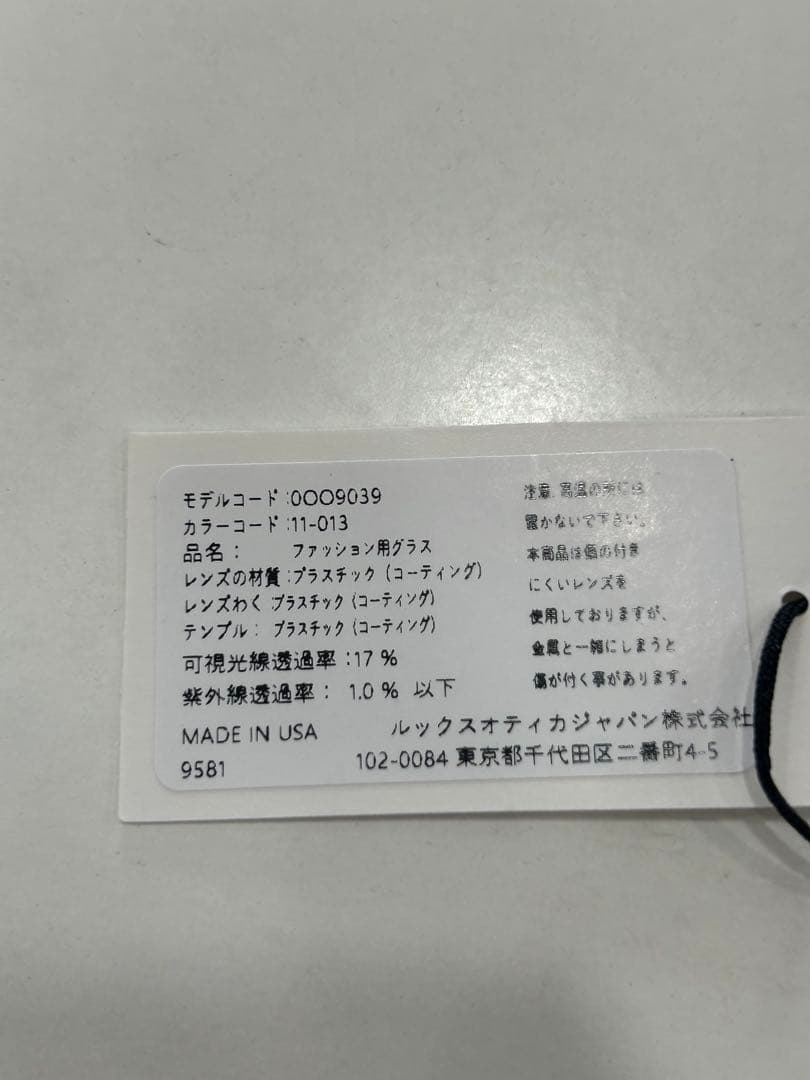 モデルコード:0OO9039
カラーコード:11-013
品名: ファッション用グラス
レンズの材質:プラスチック (コーティング)
レンズわく:プラスチック (コーティング)
テンプル: プラスチック (コーティング)
可視光線透過率:17 %
紫外線透過率: 1.0 % 以下
MADE IN USA
9581
注意.高温の所には
置かないで下さい。
本商品は傷の付き
にくいレンズを
使用しておりますが、
金属と一緒にしまうと
傷が付く事があります。
ルックスオティカジャパン株式会社
102-0084 東京都千代田区二番町4-5